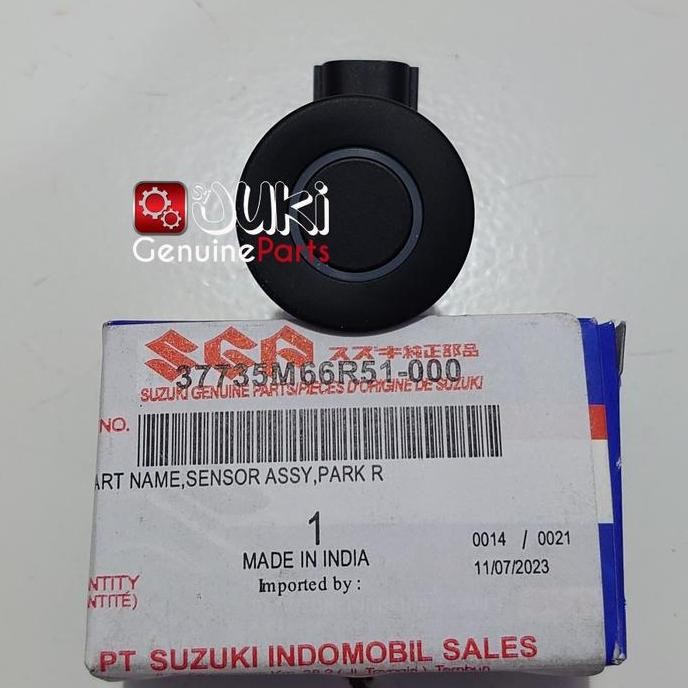 JUKi
GenuineParts
SGP スズキ純正部品
37735M66R51-000
SUZUKI GENUINE PARTS/PIECES D'ORIGINE DE SUZUKI
NO.
ART NAME,SENSOR ASSY,PARK R
1
0014 / 0021
MADE IN INDIA
11/07/2023
NTITY
Imported by :
NTITÉ)
PT SUZUKI INDOMOBIL SALES